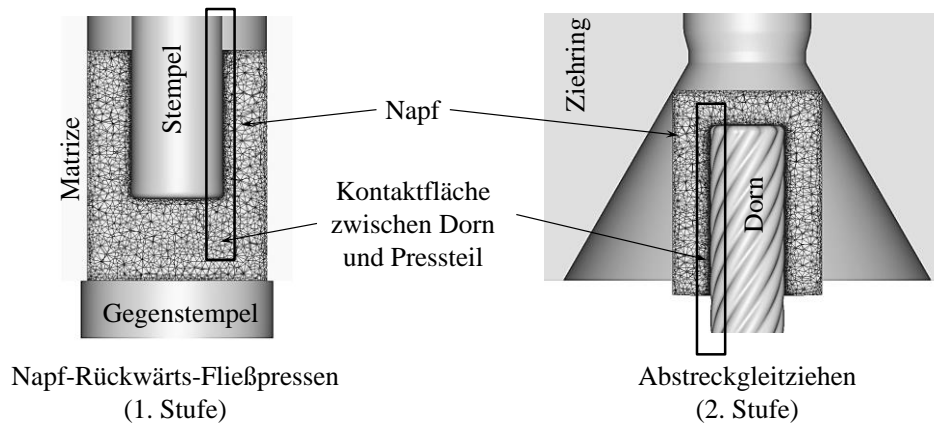 Matrize
Stempel
Napf
Kontaktfläche
zwischen Dorn
und Pressteil
Gegenstempel
Napf-Rückwärts-Fließpressen
(1. Stufe)
Ziehring
Dorn
Abstreckgleitziehen
(2. Stufe)